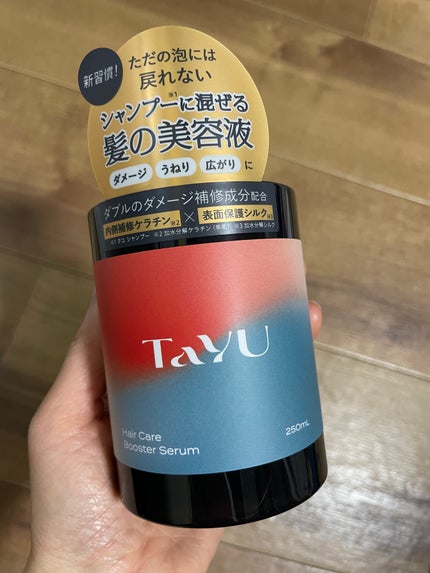 新習慣!
ただの泡には
戻れない
※1
シャンプーに混ぜる
髪の美容液
ダメージ うねり 広がり に
ダブルのダメージ補修成分配合
内側補修ケラチン※2 × 表面保護シルク※3
※1 タユ シャンプー ※2 加水分解ケラチン(羊毛) ※3 加水分解シルク
TaYU
Hair Care
Booster Serum
250mL